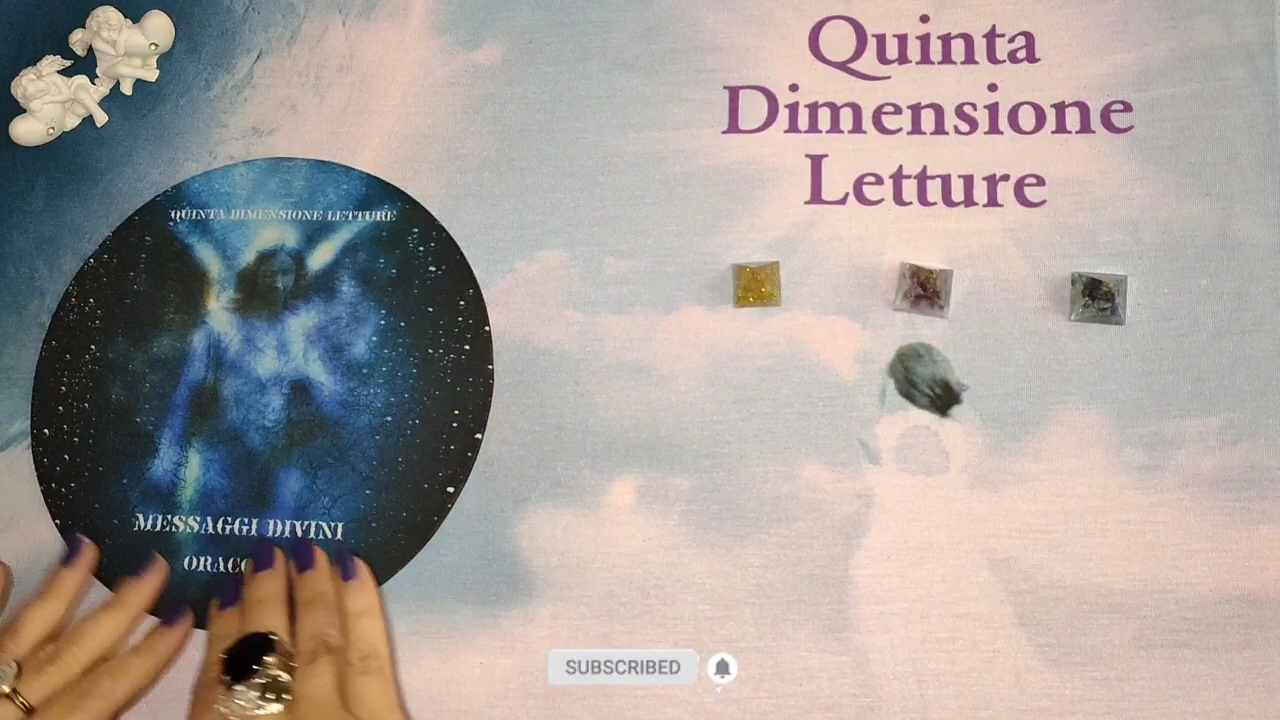 Quinta
Dimensione
Letture
QUINTA DIMENSIONE LETTURE
MESSAGGI DIVINI
SUBSCRIBED